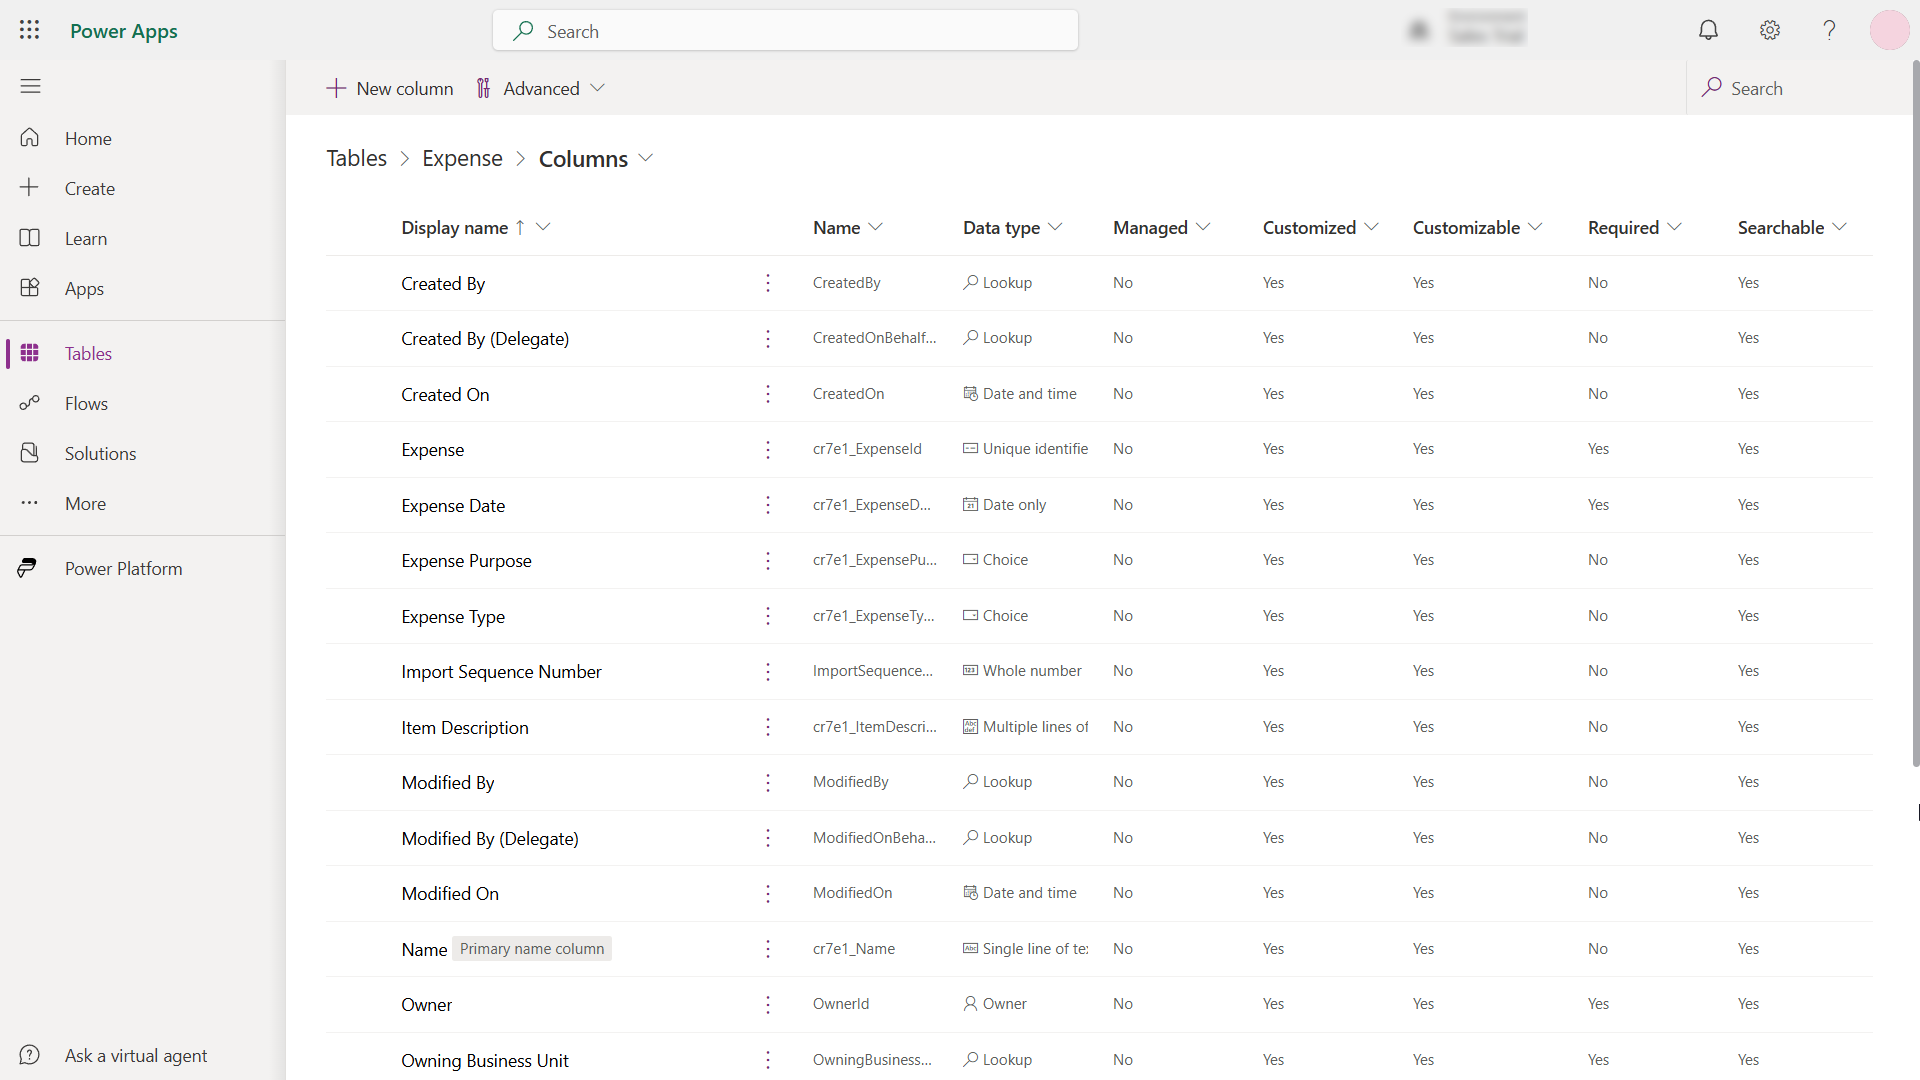 Power Apps
Search
New column
Advanced
Search
Home
Create
Learn
Apps
Tables
Flows
Solutions
More
Power Platform
Ask a virtual agent
Tables > Expense > Columns
Display name ↑ Name Data type Managed Customized Customizable Required Searchable
Created By CreatedBy Lookup No Yes Yes No Yes
Created By (Delegate) CreatedOnBehalf... Lookup No Yes Yes No Yes
Created On CreatedOn Date and time No Yes Yes No Yes
Expense cr7e1_ExpenseId Unique identifie No Yes Yes Yes Yes
Expense Date cr7e1_ExpenseD... Date only No Yes Yes Yes Yes
Expense Purpose cr7e1_ExpensePu... Choice No Yes Yes No Yes
Expense Type cr7e1_ExpenseTy... Choice No Yes Yes No Yes
Import Sequence Number ImportSequence... Whole number No Yes Yes No Yes
Item Description cr7e1_ItemDescri... Multiple lines of No Yes Yes No Yes
Modified By ModifiedBy Lookup No Yes Yes No Yes
Modified By (Delegate) ModifiedOnBeha... Lookup No Yes Yes No Yes
Modified On ModifiedOn Date and time No Yes Yes No Yes
Name Primary name column cr7e1_Name Single line of te No Yes Yes No Yes
Owner OwnerId Owner No Yes Yes Yes Yes
Owning Business Unit OwningBusiness... Lookup No Yes Yes Yes Yes